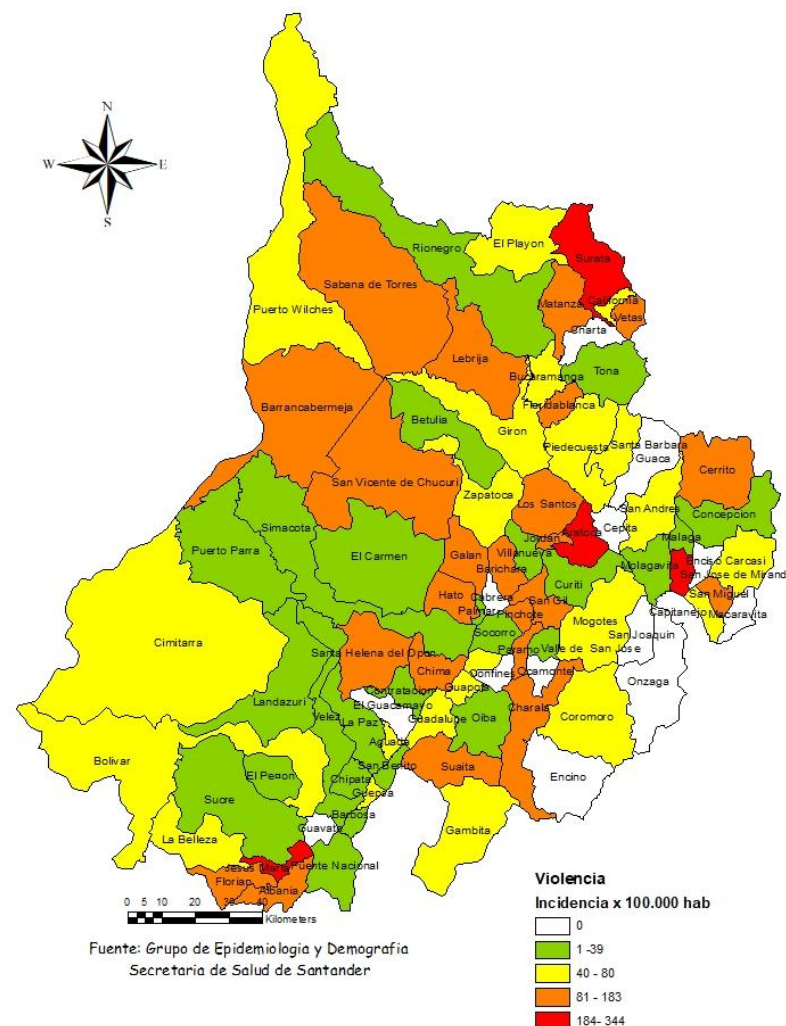 N
W E
S
El Playon
Rionegro
Surata
Sabana de Torres
Matanza
California
Vetas
Puerto Wilches
Charta
Lebrija
Tona
Bucaramanga
Barrancabermeja
Floridablanca
Betulia
Giron
Piedecuesta
Santa Barbara
Guaca
Cerrito
San Vicente de Chucurí
Zapatoca
Los Santos
San Andres
Concepcion
Simacota
Aratoca
Cepita
Malaga
Puerto Parra
El Carmen
Jordan
Galan
Villanueva
Enciso
Carcasi
Barichara
Curiti
Molagavita
San Jose de Mirand
Hato
Cabrera
San Gil
San Miguel
Palmar
Pinchote
Capitanejo
Macaravita
Mogotes
Cimitarra
Socorro
San Joaquin
Santa Helena del Opon
Paramo
Valle de San Jose
Chima
Confines
Ocamonte
Onzaga
Contratacion
Guapota
Landazuri
El Guacamayo
Charala
Velez
La Paz
Guadalupe
Oiba
Coromoro
Aguada
Bolivar
San Benito
Suaita
El Peñon
Chipata
Encino
Guepsa
Sucre
Barbosa
Guavata
Gambita
La Belleza
Jesus Maria
Puente Nacional
Florian
Albania
0 5 10 20 30 40
Kilometers
Fuente: Grupo de Epidemiologia y Demografia
Secretaria de Salud de Santander
Violencia
Incidencia x 100.000 hab
0
1 -39
40 - 80
81 - 183
184- 344